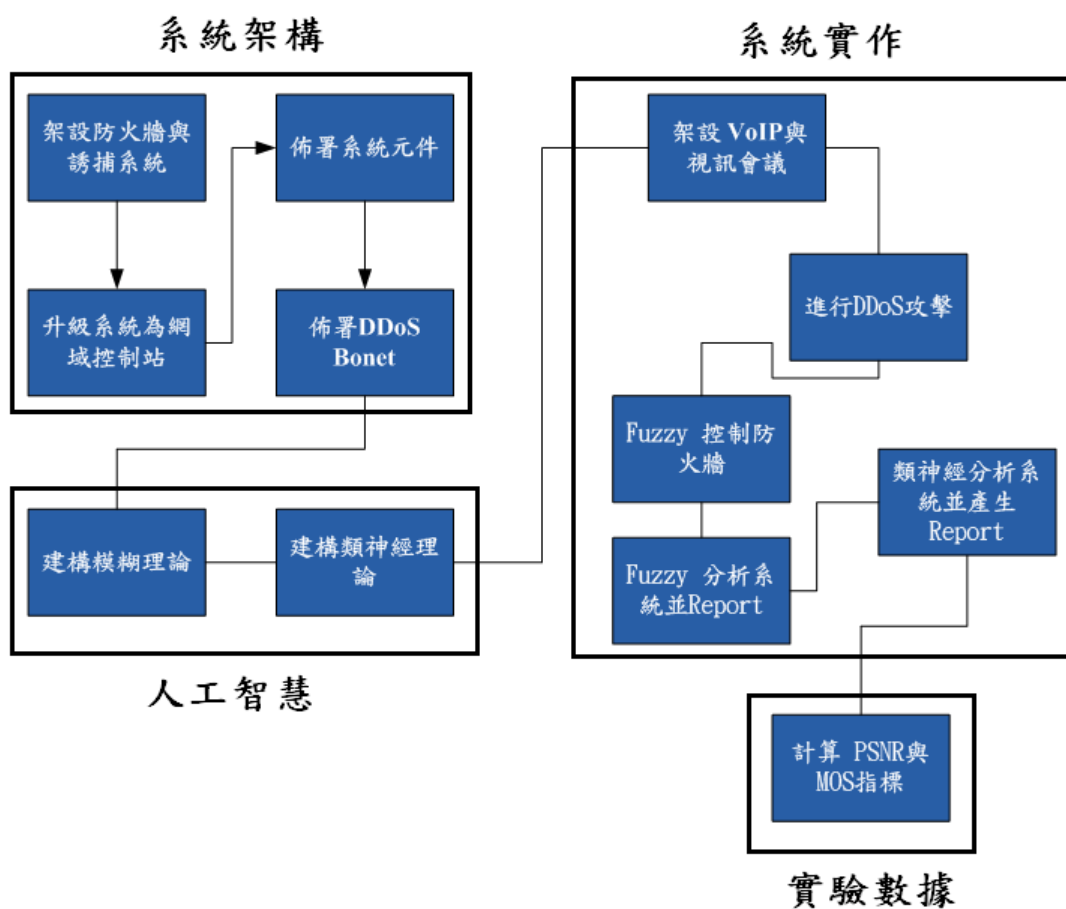 系統架構
架設防火牆與
誘捕系統
升級系統為網
域控制站
佈署系統元件
佈署DDoS
Bonet
建構模糊理論
建構類神經理
論
人工智慧
系統實作
架設 VoIP與
視訊會議
進行DDoS攻擊
Fuzzy 控制防
火牆
Fuzzy 分析系
統並Report
類神經分析系
統並產生
Report
計算 PSNR與
MOS指標
實驗數據